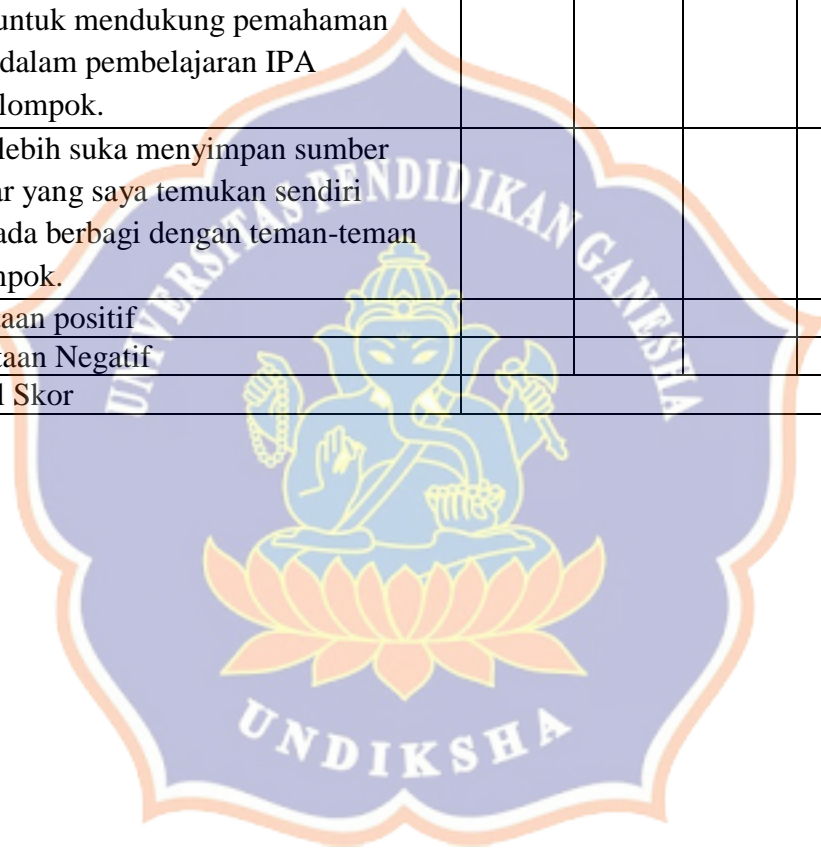 untuk mendukung pemahaman
dalam pembelajaran IPA
lompok.
lebih suka menyimpan sumber
ar yang saya temukan sendiri
ada berbagi dengan teman-teman
mpok.
aan positif
taan Negatif
l Skor
UNIVERSITAS PENDIDIKAN GANESHA
UNDIKSHA